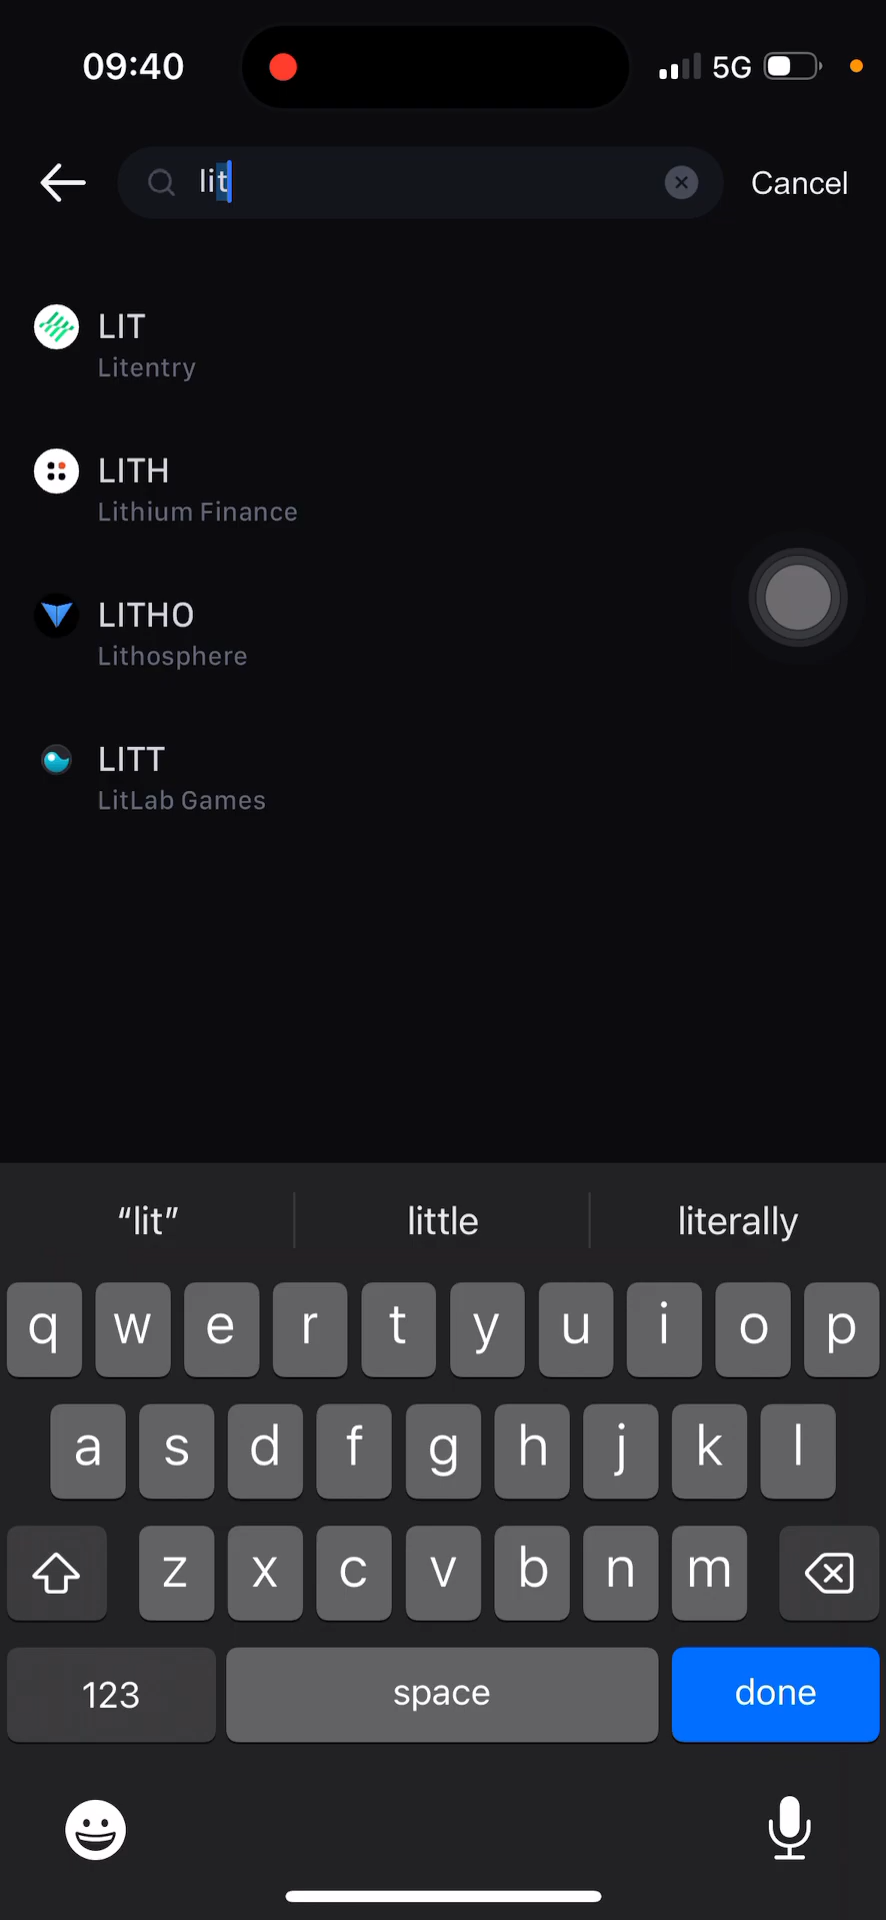 09:40
5G
lit
Cancel
LIT
Litentry
LITH
Lithium Finance
LITHO
Lithosphere
LITT
LitLab Games
“lit” little literally
q w e r t y u i o p
a s d f g h j k l
z x c v b n m
123 space done